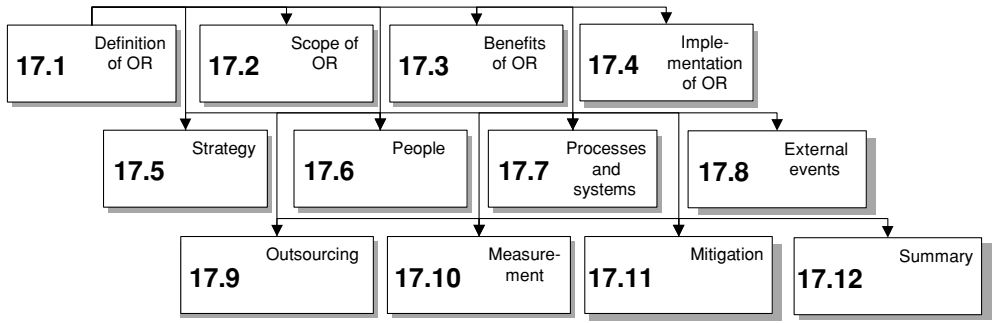 17.1
Definition
of OR
17.2
Scope of
OR
17.3
Benefits
of OR
17.4
Imple-
mentation
of OR
17.5
Strategy
17.6
People
17.7
Processes
and
systems
17.8
External
events
17.9
Outsourcing
17.10
Measure-
ment
17.11
Mitigation
17.12
Summary